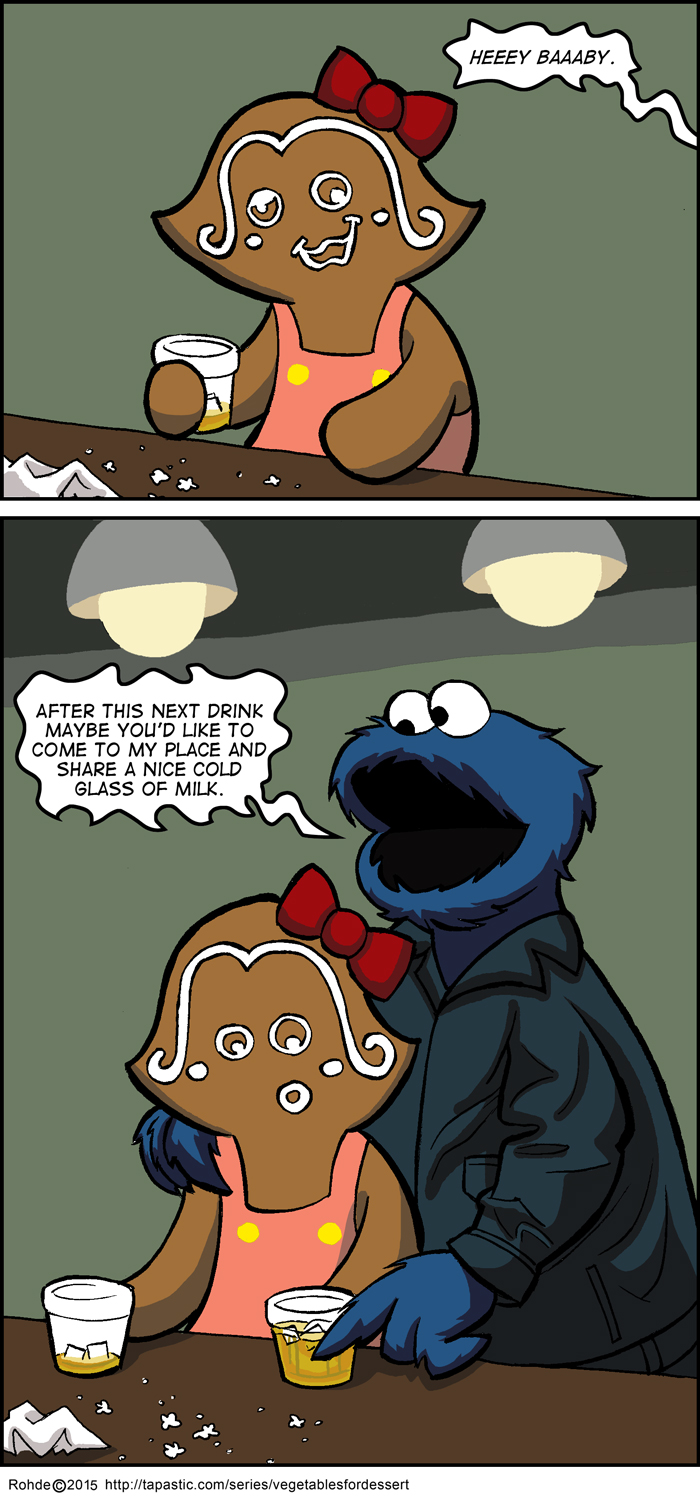 HEEEY BAAABY.
AFTER THIS NEXT DRINK
MAYBE YOU'D LIKE TO
COME TO MY PLACE AND
SHARE A NICE COLD
GLASS OF MILK.
Rohde©2015 http://tapastic.com/series/vegetablesfordessert